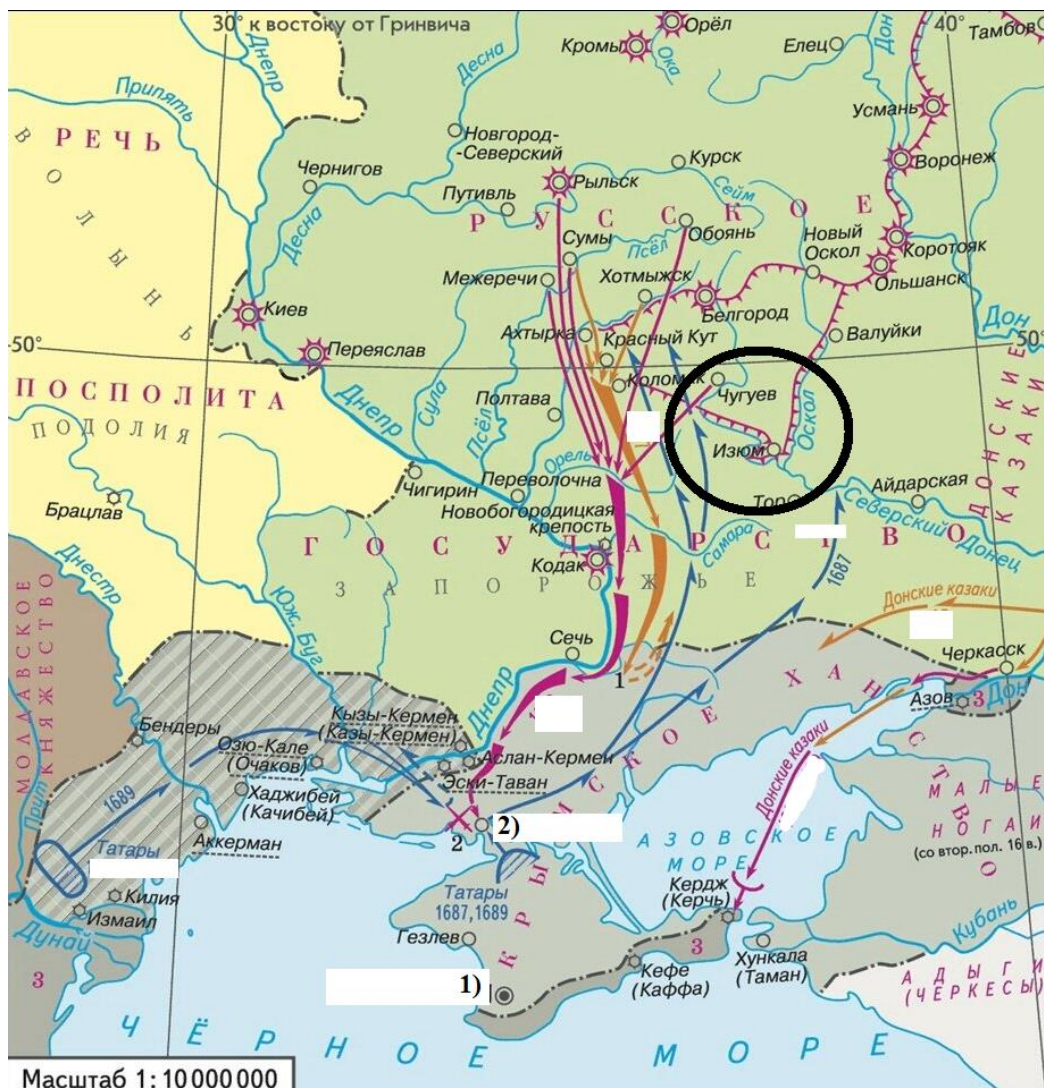 30° к востоку от Гринвича
40°
Орёл
Тамбов
Кромы
Елец
Дон
Днепр
Десна
Ока
Припять
Усмань
РЕЧЬ
ВОЛЫНЬ
Новгород-
-Северский
Курск
Воронеж
Чернигов
Рыльск
Сейм
Путивль
РУССКОЕ
Десна
Обоянь
Новый
Оскол
Коротояк
Сумы
Псёл
Ольшанск
Межеречи
Хотмыжск
Киев
Белгород
Дон
Ахтырка
Красный Кут
Валуйки
50°
50°
Переяслав
Коломак
Чугуев
ПОСПОЛИТА
ПОДОЛИЯ
Днепр
Сула
Псёл
Полтава
Оскол
Изюм
ДОНСКИЕ
КАЗАКИ
Орель
Чигирин
Переволочна
Тор
Айдарская
Брацлав
Новобогородицкая
крепость
Северский Донец
Самара
ГОСУДАРСТВО
Кодак
ЗАПОРОЖЬЕ
1687
Днестр
Юж. Буг
Донские казаки
МОЛДАВСКОЕ
КНЯЖЕСТВО
Сечь
Черкасск
1
Дон
Азов
3
Днепр
Бендеры
Кызы-Кермен
(Казы-Кермен)
Озю-Кале
(Очаков)
Аслан-Кермен
Эски-Таван
Донские казаки
КРЫМСКОЕ ХАНСТВО
Прут
1689
Хаджибей
(Качибей)
2)
2
МАЛЫЕ
НОГАИ
(со втор. пол. 16 в.)
АЗОВСКОЕ
МОРЕ
Аккерман
Татары
Татары
1687, 1689
Килия
Измаил
Дунай
Кердж
(Керчь)
Гезлев
Кубань
3
3
Хункала
(Таман)
Кефе
(Каффа)
1)
АДЫГИ
(ЧЕРКЕСЫ)
ЧЁРНОЕ МОРЕ
Масштаб 1: 10 000 000